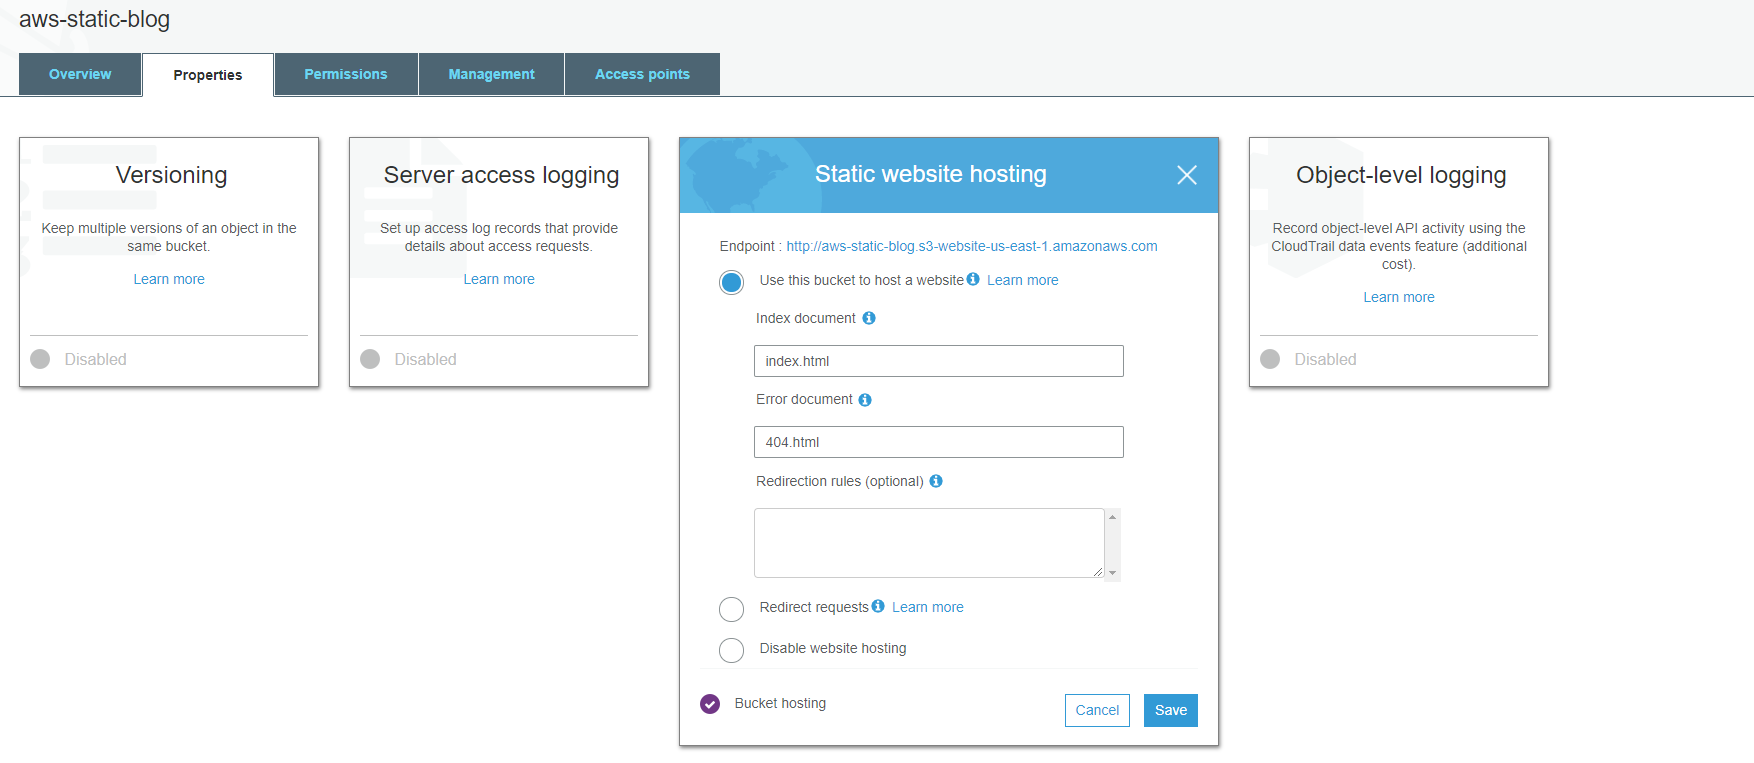 aws-static-blog
Overview
Properties
Permissions
Management
Access points
Versioning
Keep multiple versions of an object in the
same bucket.
Learn more
Disabled
Server access logging
Set up access log records that provide
details about access requests.
Learn more
Disabled
Static website hosting
Endpoint : http://aws-static-blog.s3-website-us-east-1.amazonaws.com
Use this bucket to host a website Learn more
Index document
index.html
Error document
404.html
Redirection rules (optional)
Redirect requests Learn more
Disable website hosting
Bucket hosting
Cancel
Save
Object-level logging
Record object-level API activity using the
CloudTrail data events feature (additional
cost).
Learn more
Disabled